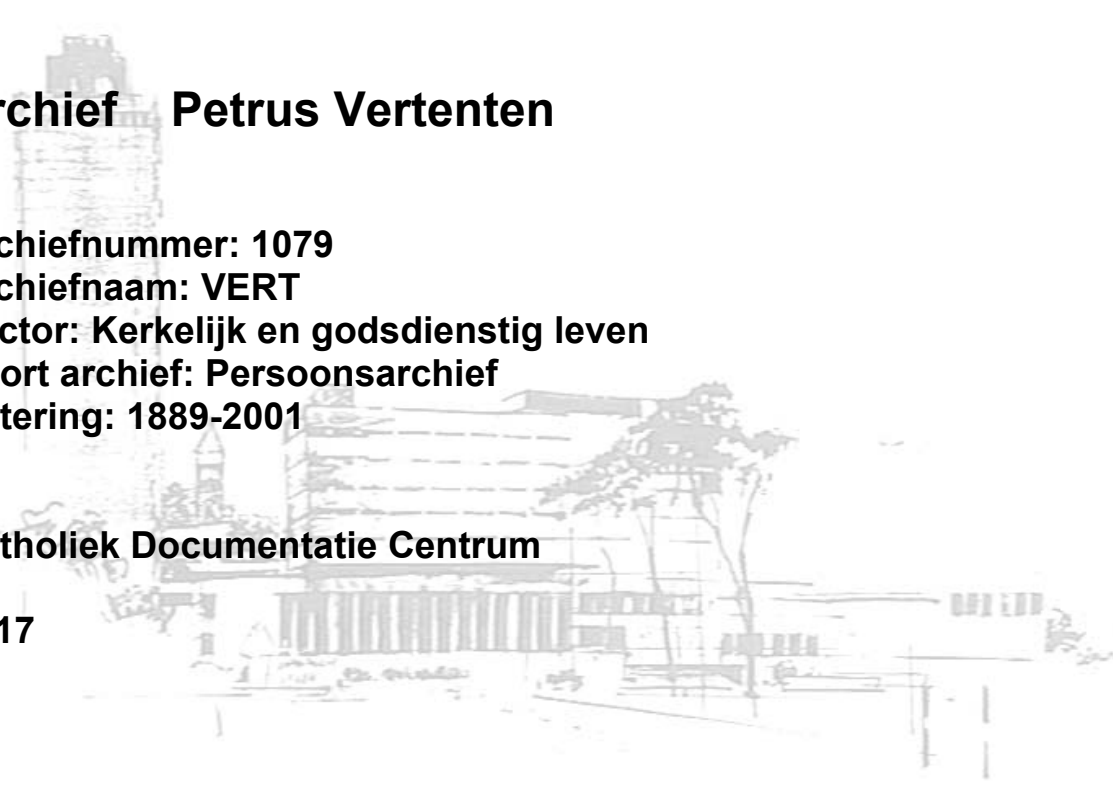 rchief Petrus Vertenten
chiefnummer: 1079
chiefnaam: VERT
ctor: Kerkelijk en godsdienstig leven
ort archief: Persoonsarchief
tering: 1889-2001
tholiek Documentatie Centrum
17